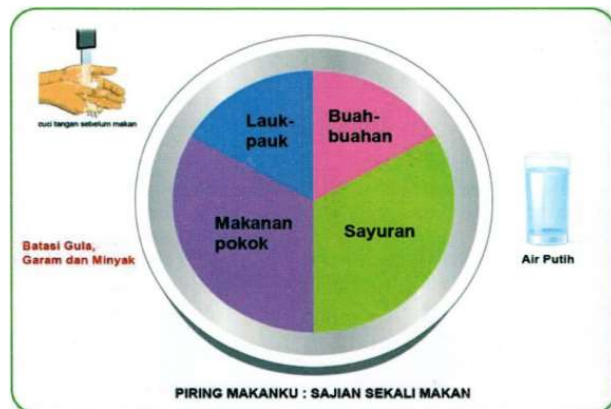 cuci tangan sebelum makan
Lauk-
pauk
Buah-
buahan
Makanan
pokok
Sayuran
Batasi Gula,
Garam dan Minyak
Air Putih
PIRING MAKANKU : SAJIAN SEKALI MAKAN